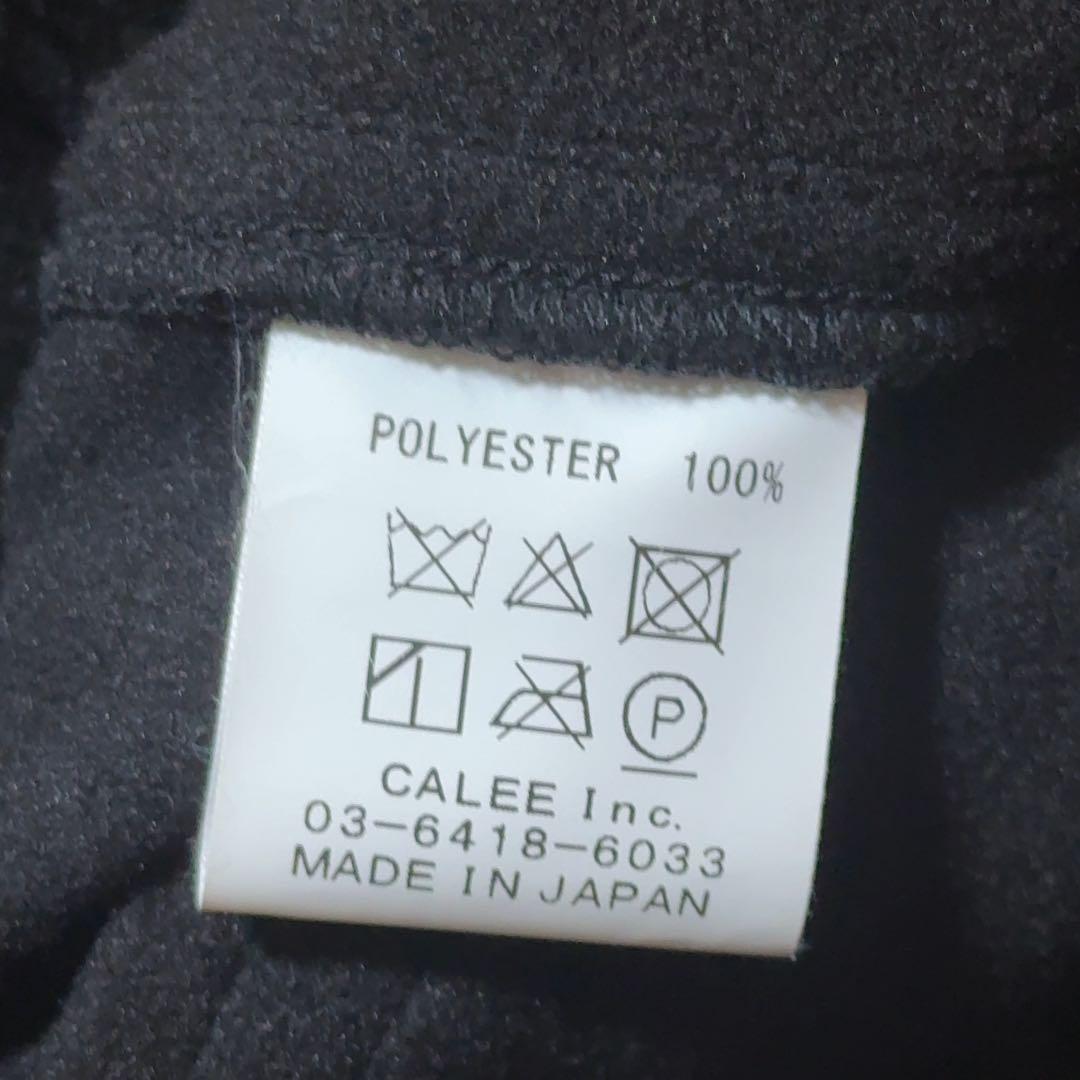 POLYESTER 100%
P
CALEE Inc.
03-6418-6033
MADE IN JAPAN